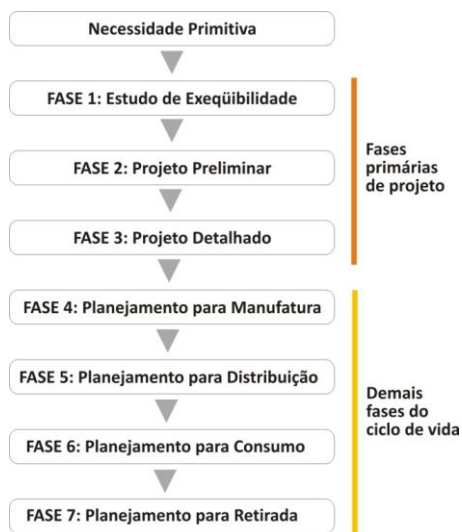 Necessidade Primitiva
FASE 1: Estudo de Exeqüibilidade
FASE 2: Projeto Preliminar
FASE 3: Projeto Detalhado
Fases
primárias
de projeto
FASE 4: Planejamento para Manufatura
FASE 5: Planejamento para Distribuição
FASE 6: Planejamento para Consumo
FASE 7: Planejamento para Retirada
Demais
fases do
ciclo de vida